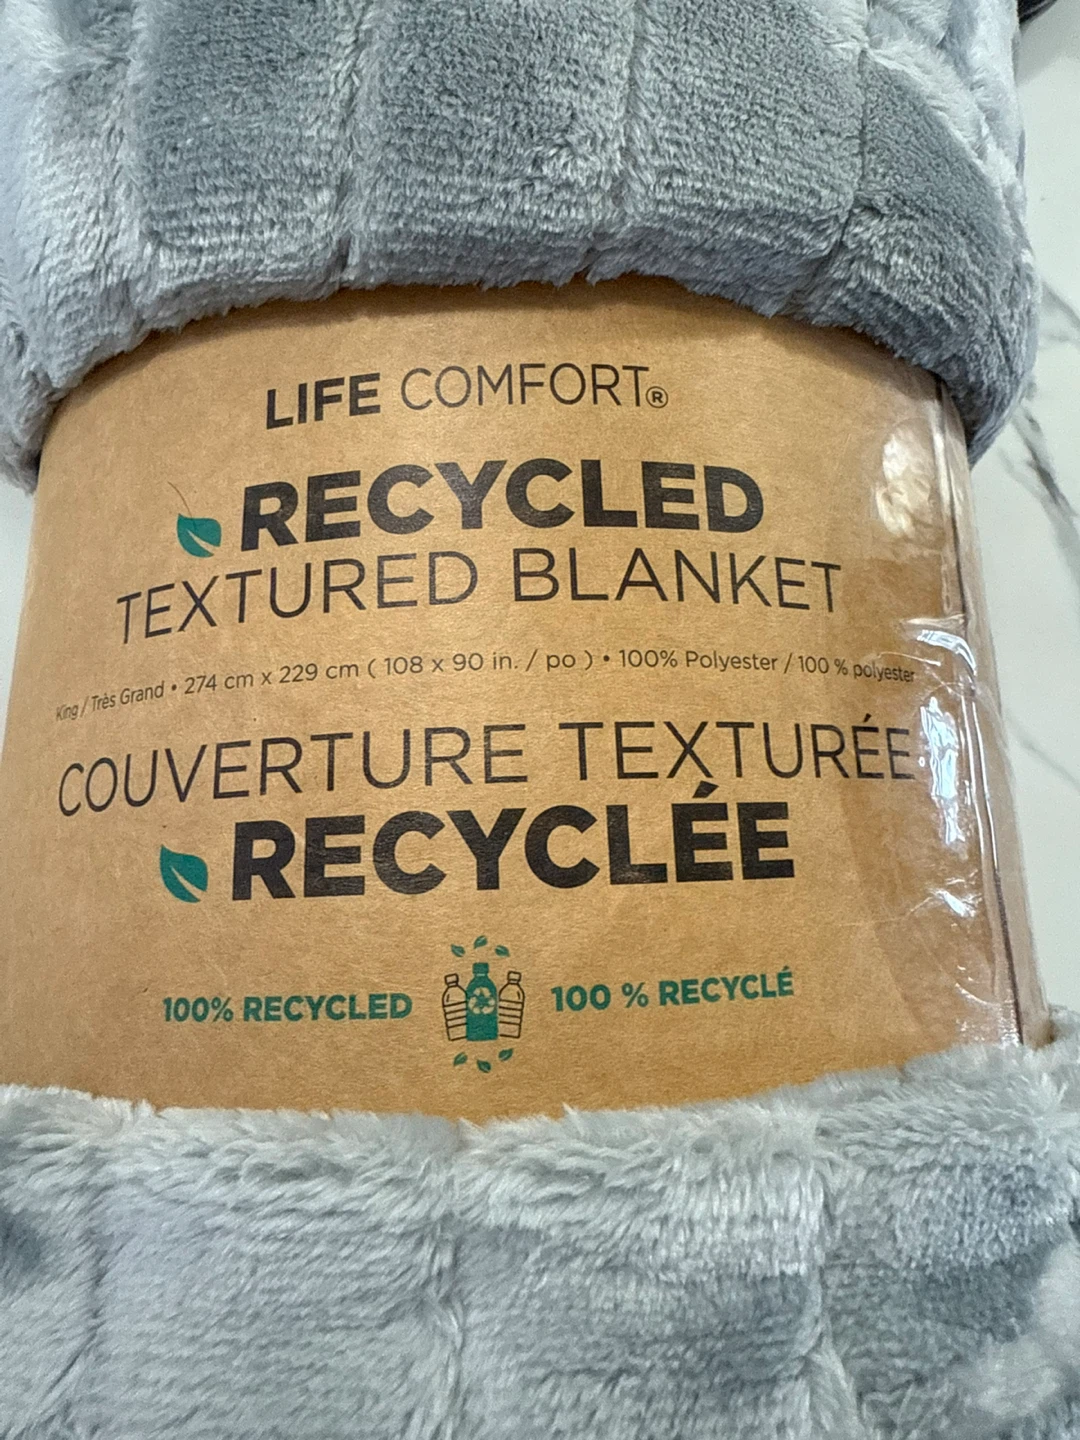 LIFE COMFORT®
RECYCLED
TEXTURED BLANKET
King / Très Grand • 274 cm x 229 cm ( 108 x 90 in. / po ) • 100% Polyester / 100 % polyester
COUVERTURE TEXTURÉE
RECYCLÉE
100% RECYCLED 100 % RECYCLÉ